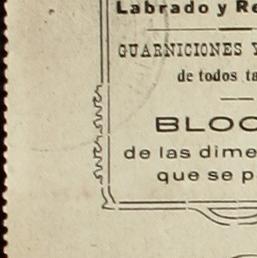 Labrado y Re
GUARNICIONES Y
de todos ta
BLOC
de las dime
que se p